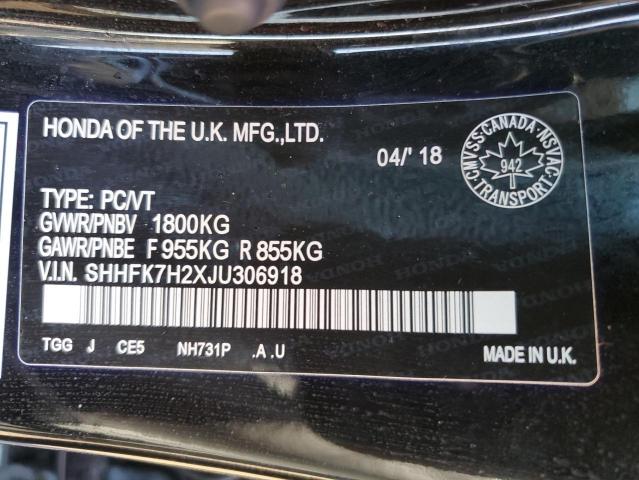 HONDA OF THE U.K. MFG.,LTD.
04/' 18
CMVSS · CANADA · NSVAC · TRANSPORT
942
TYPE: PC/VT
GVWR/PNBV 1800KG
GAWR/PNBE F 955KG R 855KG
V.I.N. SHHFK7H2XJU306918
TGG J CE5 NH731P .A .U
MADE IN U.K.